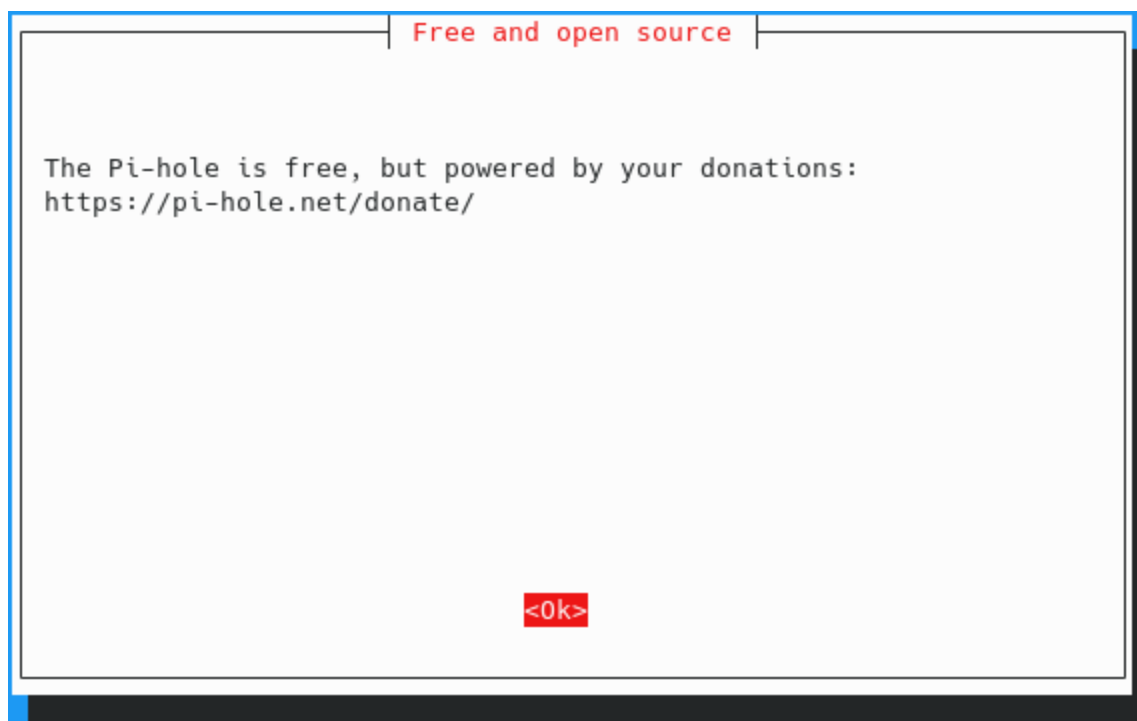 Free and open source
The Pi-hole is free, but powered by your donations:
https://pi-hole.net/donate/
<Ok>